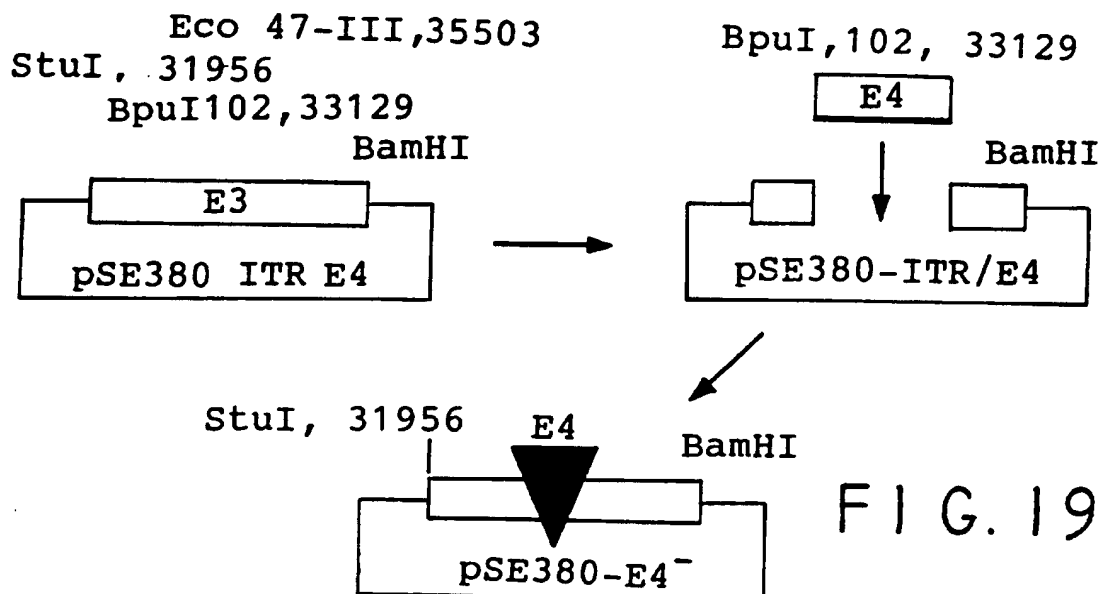 Eco 47-III,35503
StuI, 31956
BpuI102,33129
BamHI
E3
pSE380 ITR E4
BpuI,102, 33129
E4
BamHI
pSE380-ITR/E4
StuI, 31956
E4
BamHI
pSE380-E4⁻
FIG. 19